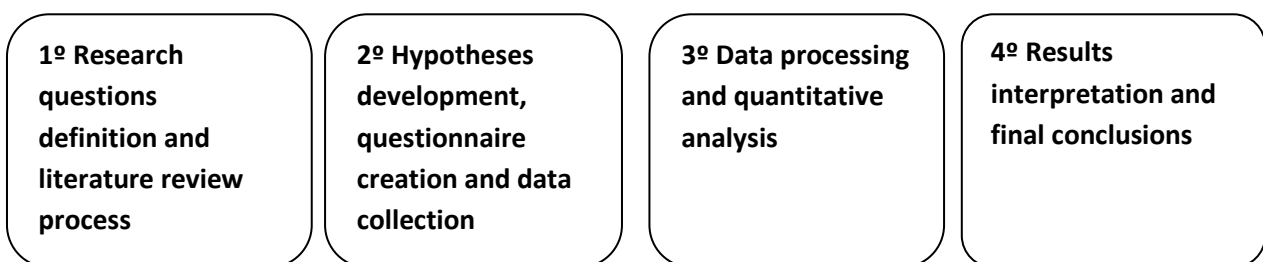 1º Research
questions
definition and
literature review
process
2º Hypotheses
development,
questionnaire
creation and data
collection
3º Data processing
and quantitative
analysis
4º Results
interpretation and
final conclusions